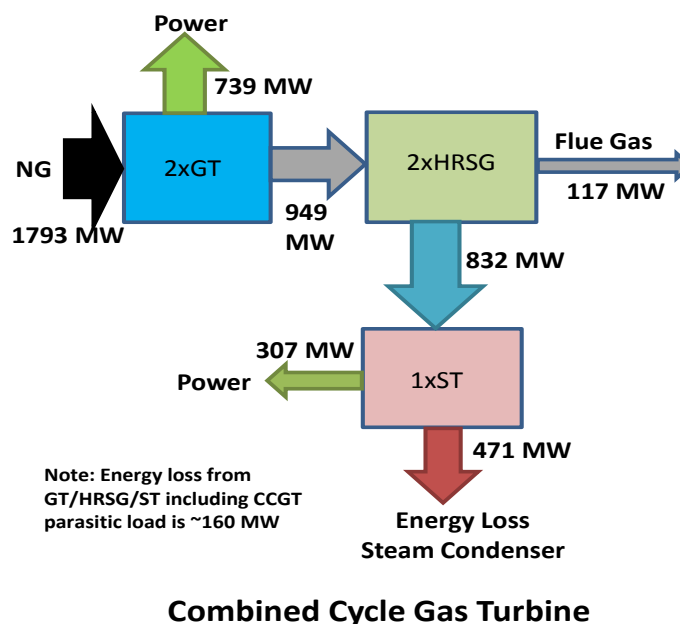 Power
739 MW
NG
2xGT
2xHRSG
Flue Gas
1793 MW
949
MW
117 MW
832 MW
307 MW
Power
1xST
471 MW
Note: Energy loss from
GT/HRSG/ST including CCGT
parasitic load is ~160 MW
Energy Loss
Steam Condenser
Combined Cycle Gas Turbine